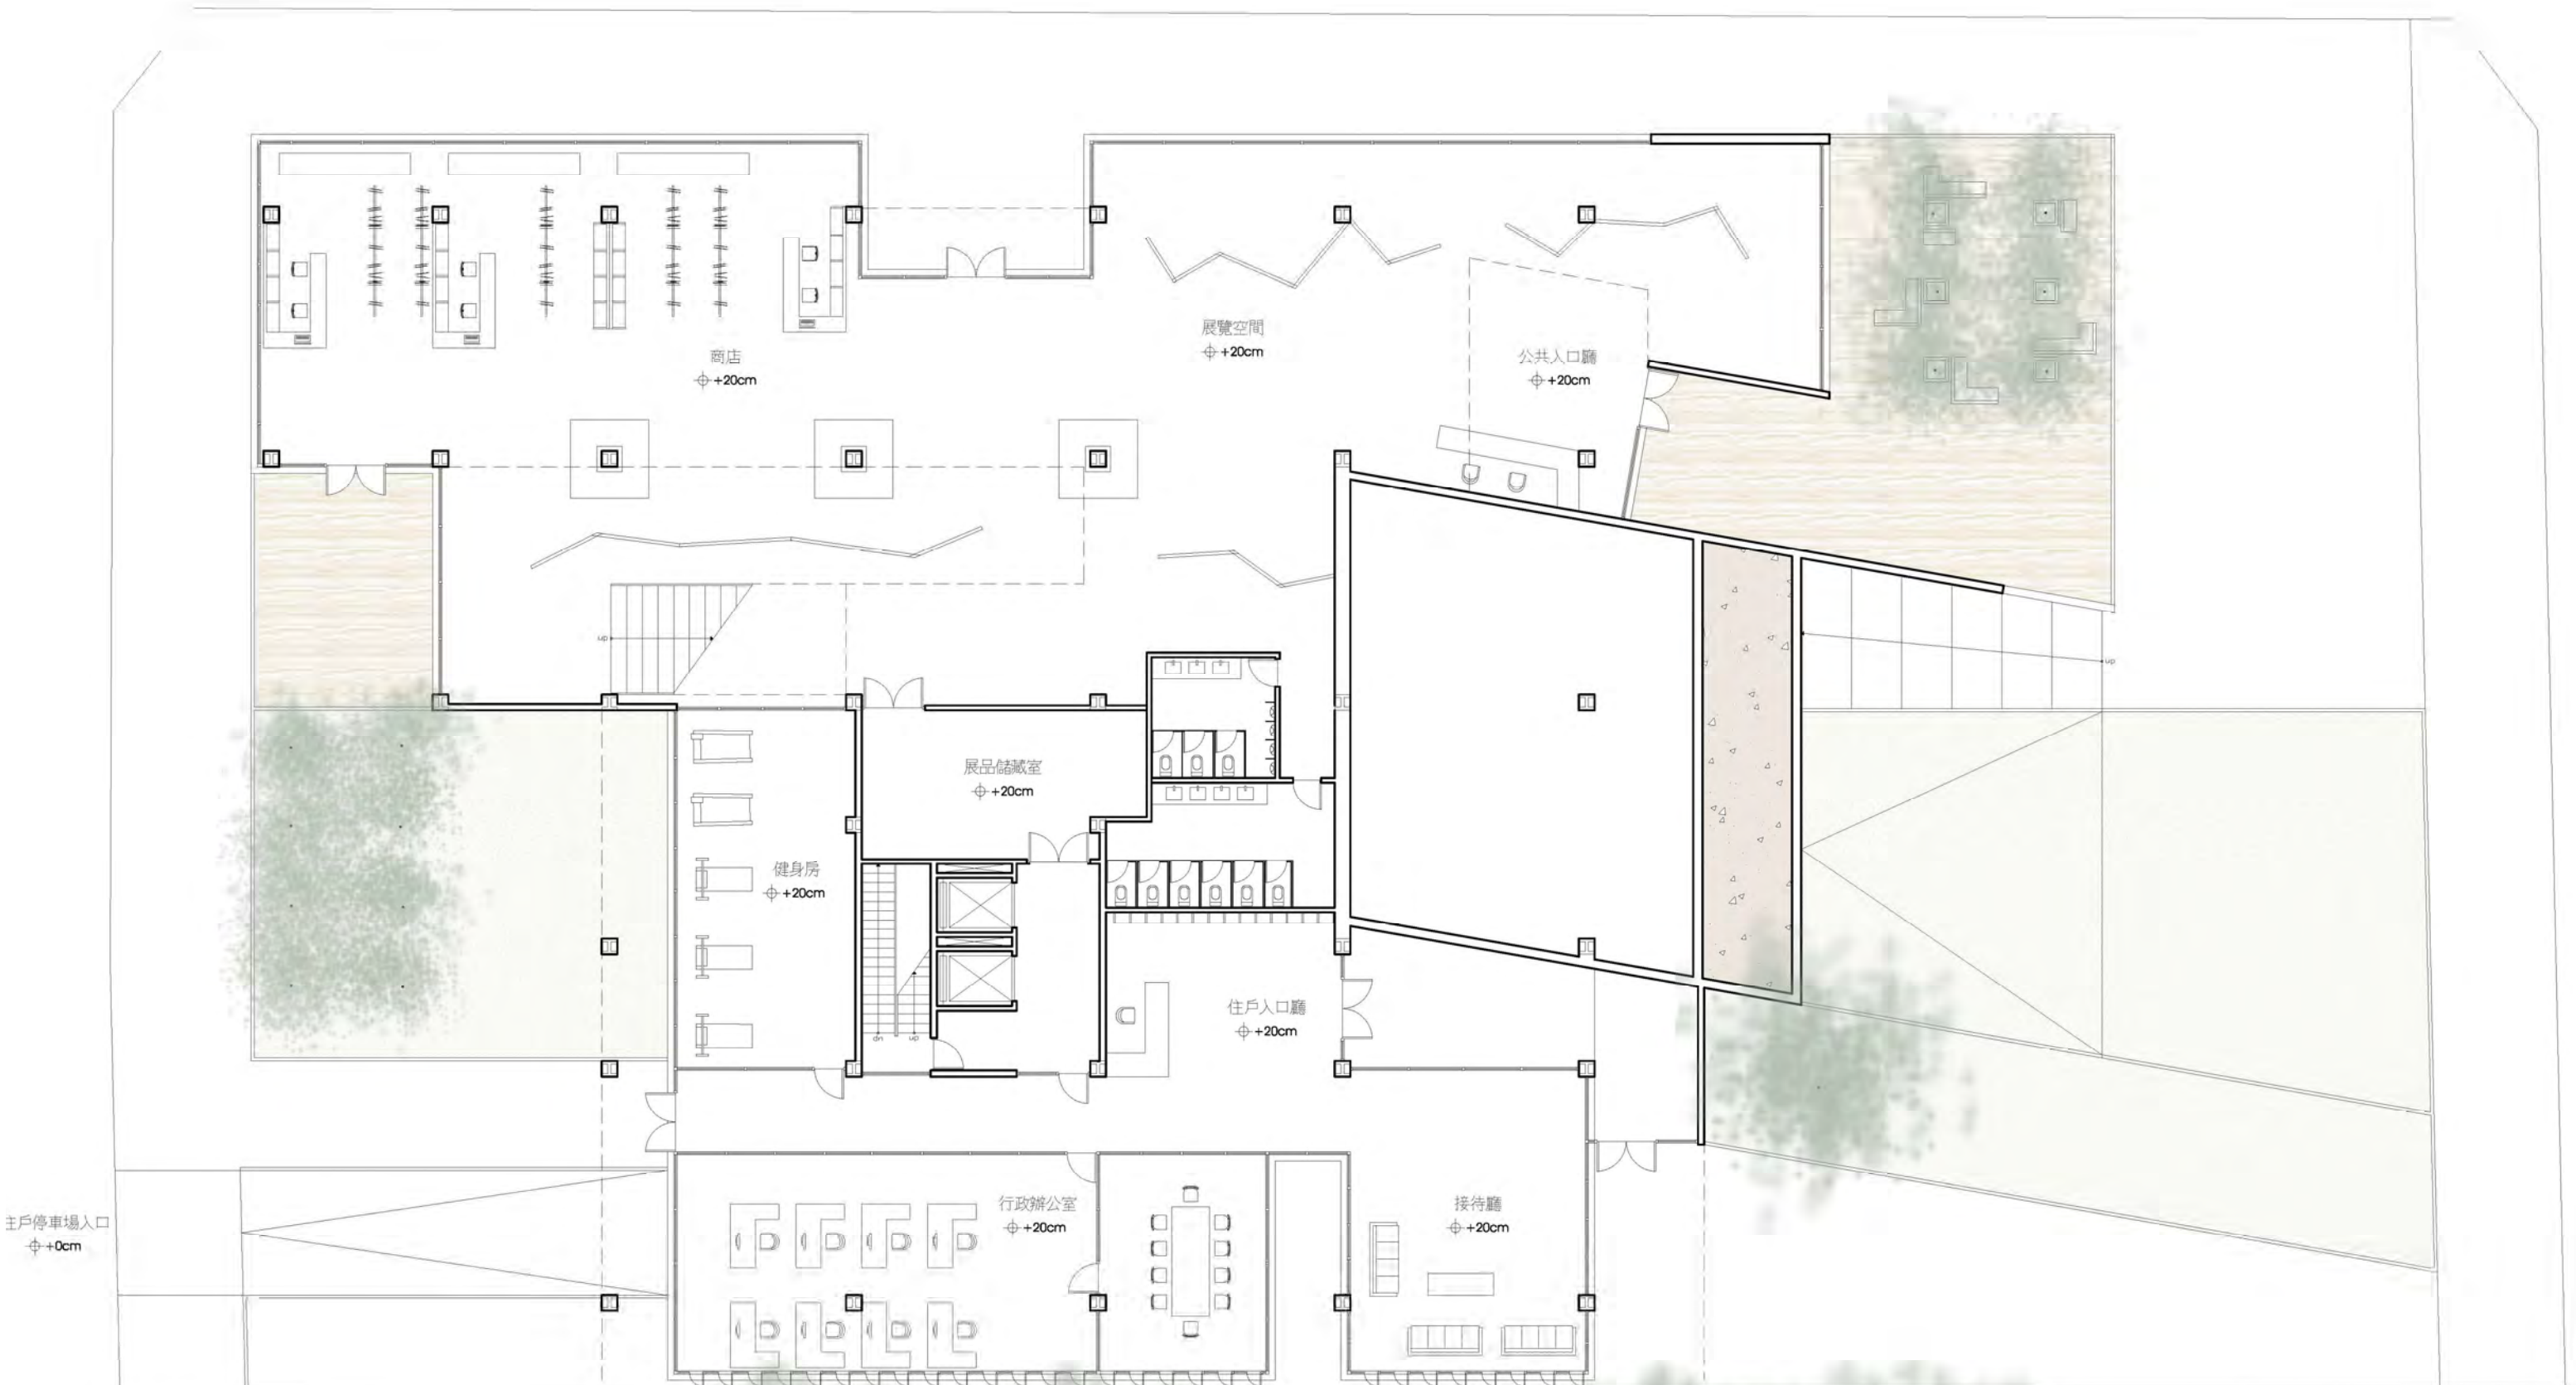 展覽空間
+20cm
商店
+20cm
公共入口廳
+20cm
up
up
展品儲藏室
+20cm
健身房
+20cm
住戶入口廳
+20cm
dn
up
行政辦公室
+20cm
接待廳
+20cm
住戶停車場入口
+0cm